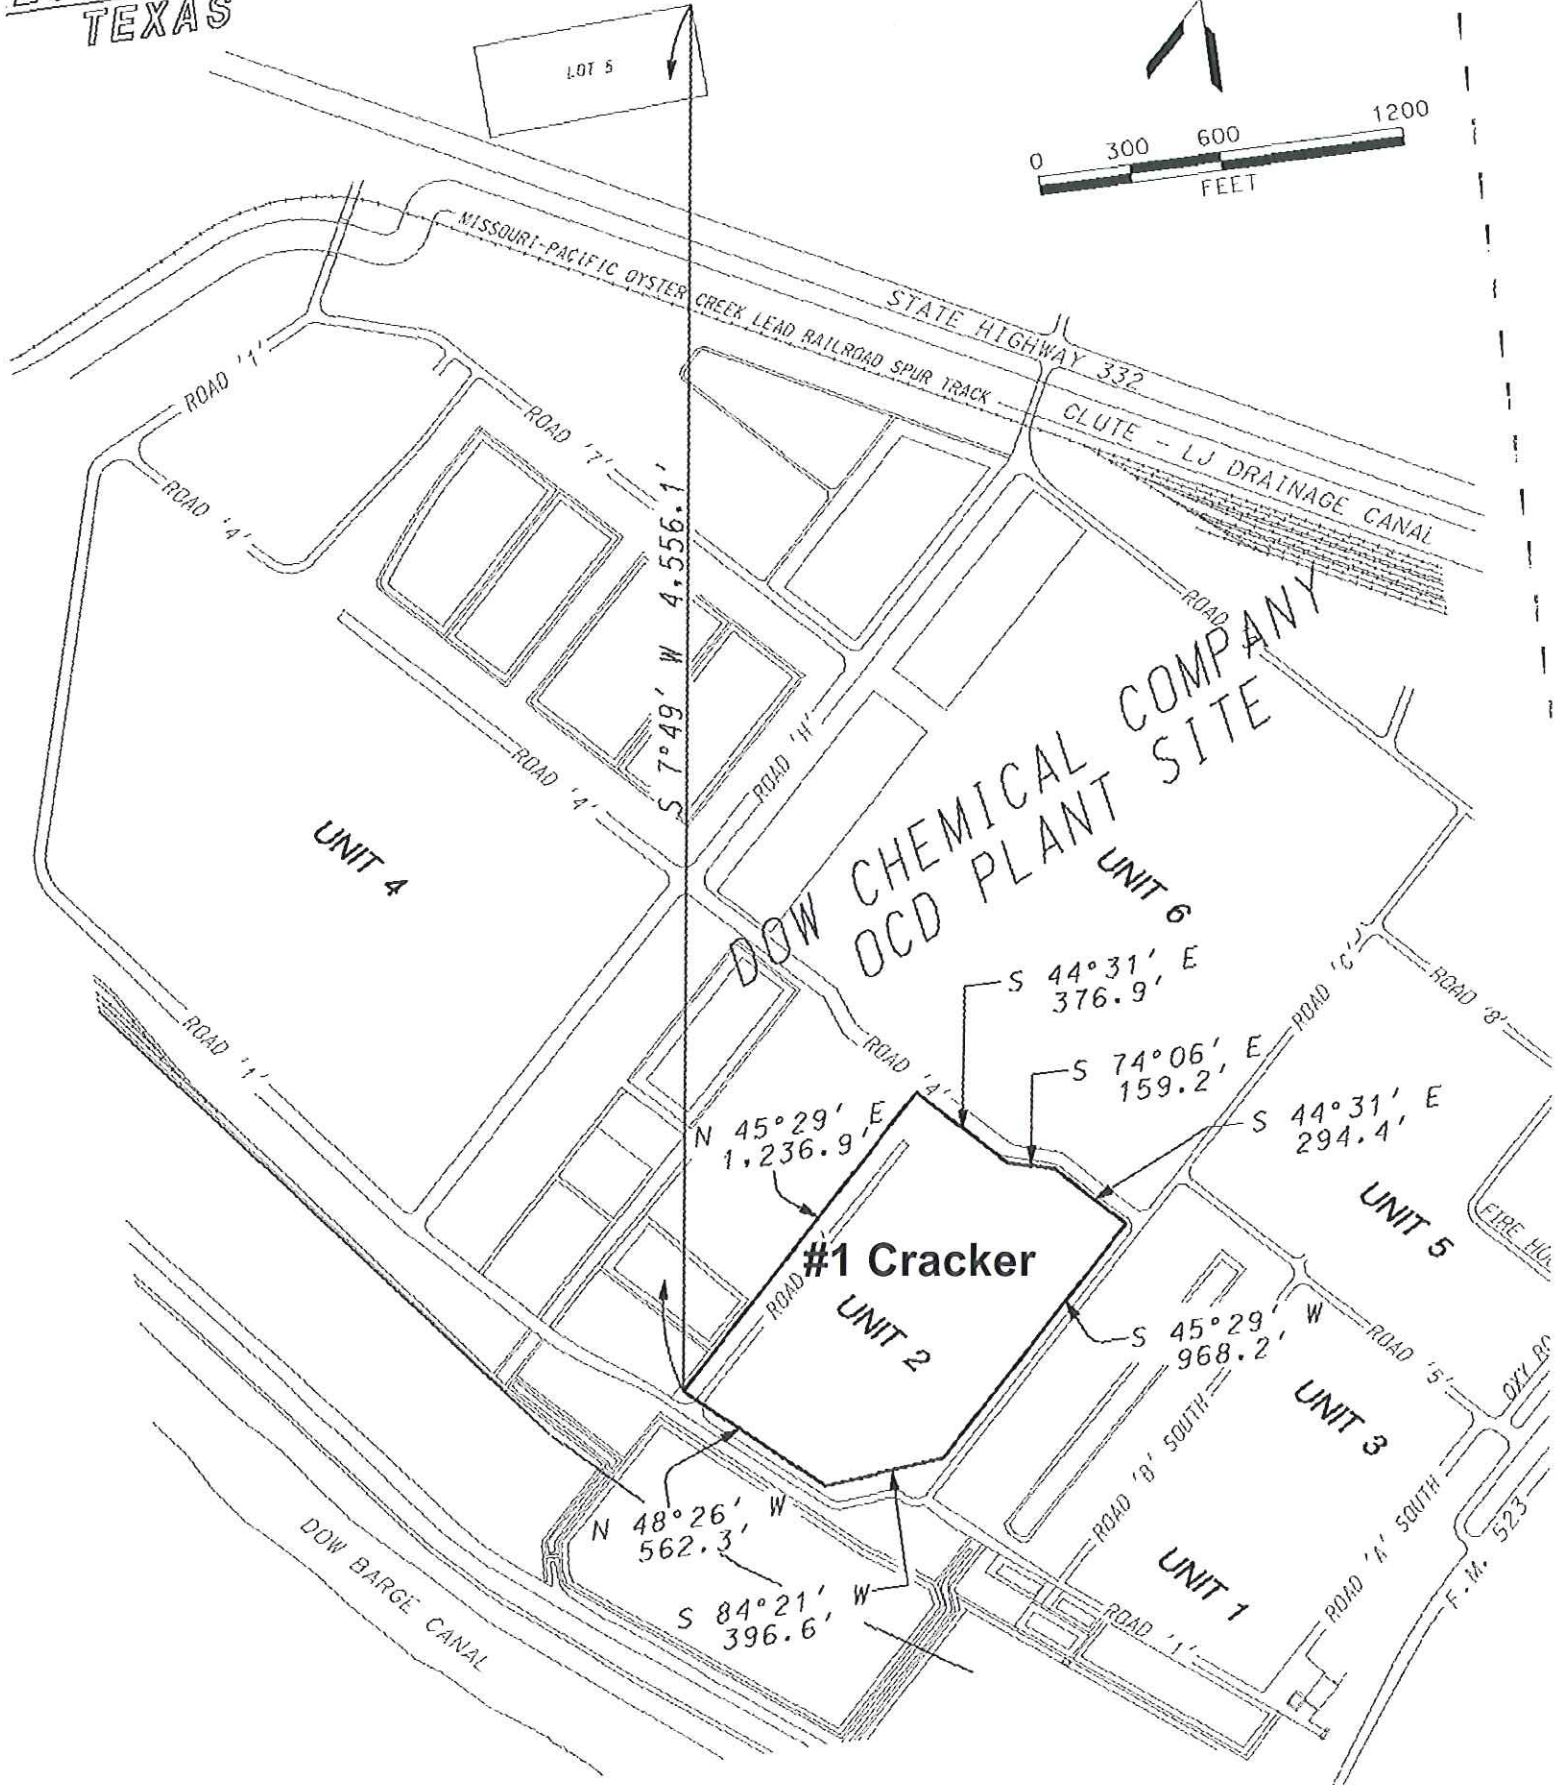 TEXAS
LOT 5
0 300 600 1200
FEET
MISSOURI-PACIFIC OYSTER CREEK LEAD RAILROAD SPUR TRACK
STATE HIGHWAY 332
CLUTE - LJ DRAINAGE CANAL
ROAD '1'
ROAD '7'
ROAD '4'
S 7°49' W 4,556.1'
ROAD
ROAD 'H'
ROAD '4'
DOW CHEMICAL COMPANY
OCD PLANT SITE
UNIT 4
UNIT 6
S 44°31' E
376.9'
ROAD 'C'
ROAD '8'
ROAD '1'
ROAD '4'
S 74°06' E
159.2'
N 45°29' E
1,236.9'
S 44°31' E
294.4'
UNIT 5
FIRE
#1 Cracker
ROAD
UNIT 2
S 45°29' W
968.2'
ROAD '5'
UNIT 3
ROAD 'B' SOUTH
N 48°26' W
562.3'
DOW BARGE CANAL
S 84°21' W
396.6'
UNIT 1
ROAD 'A' SOUTH
F.M. 523
ROAD '1'